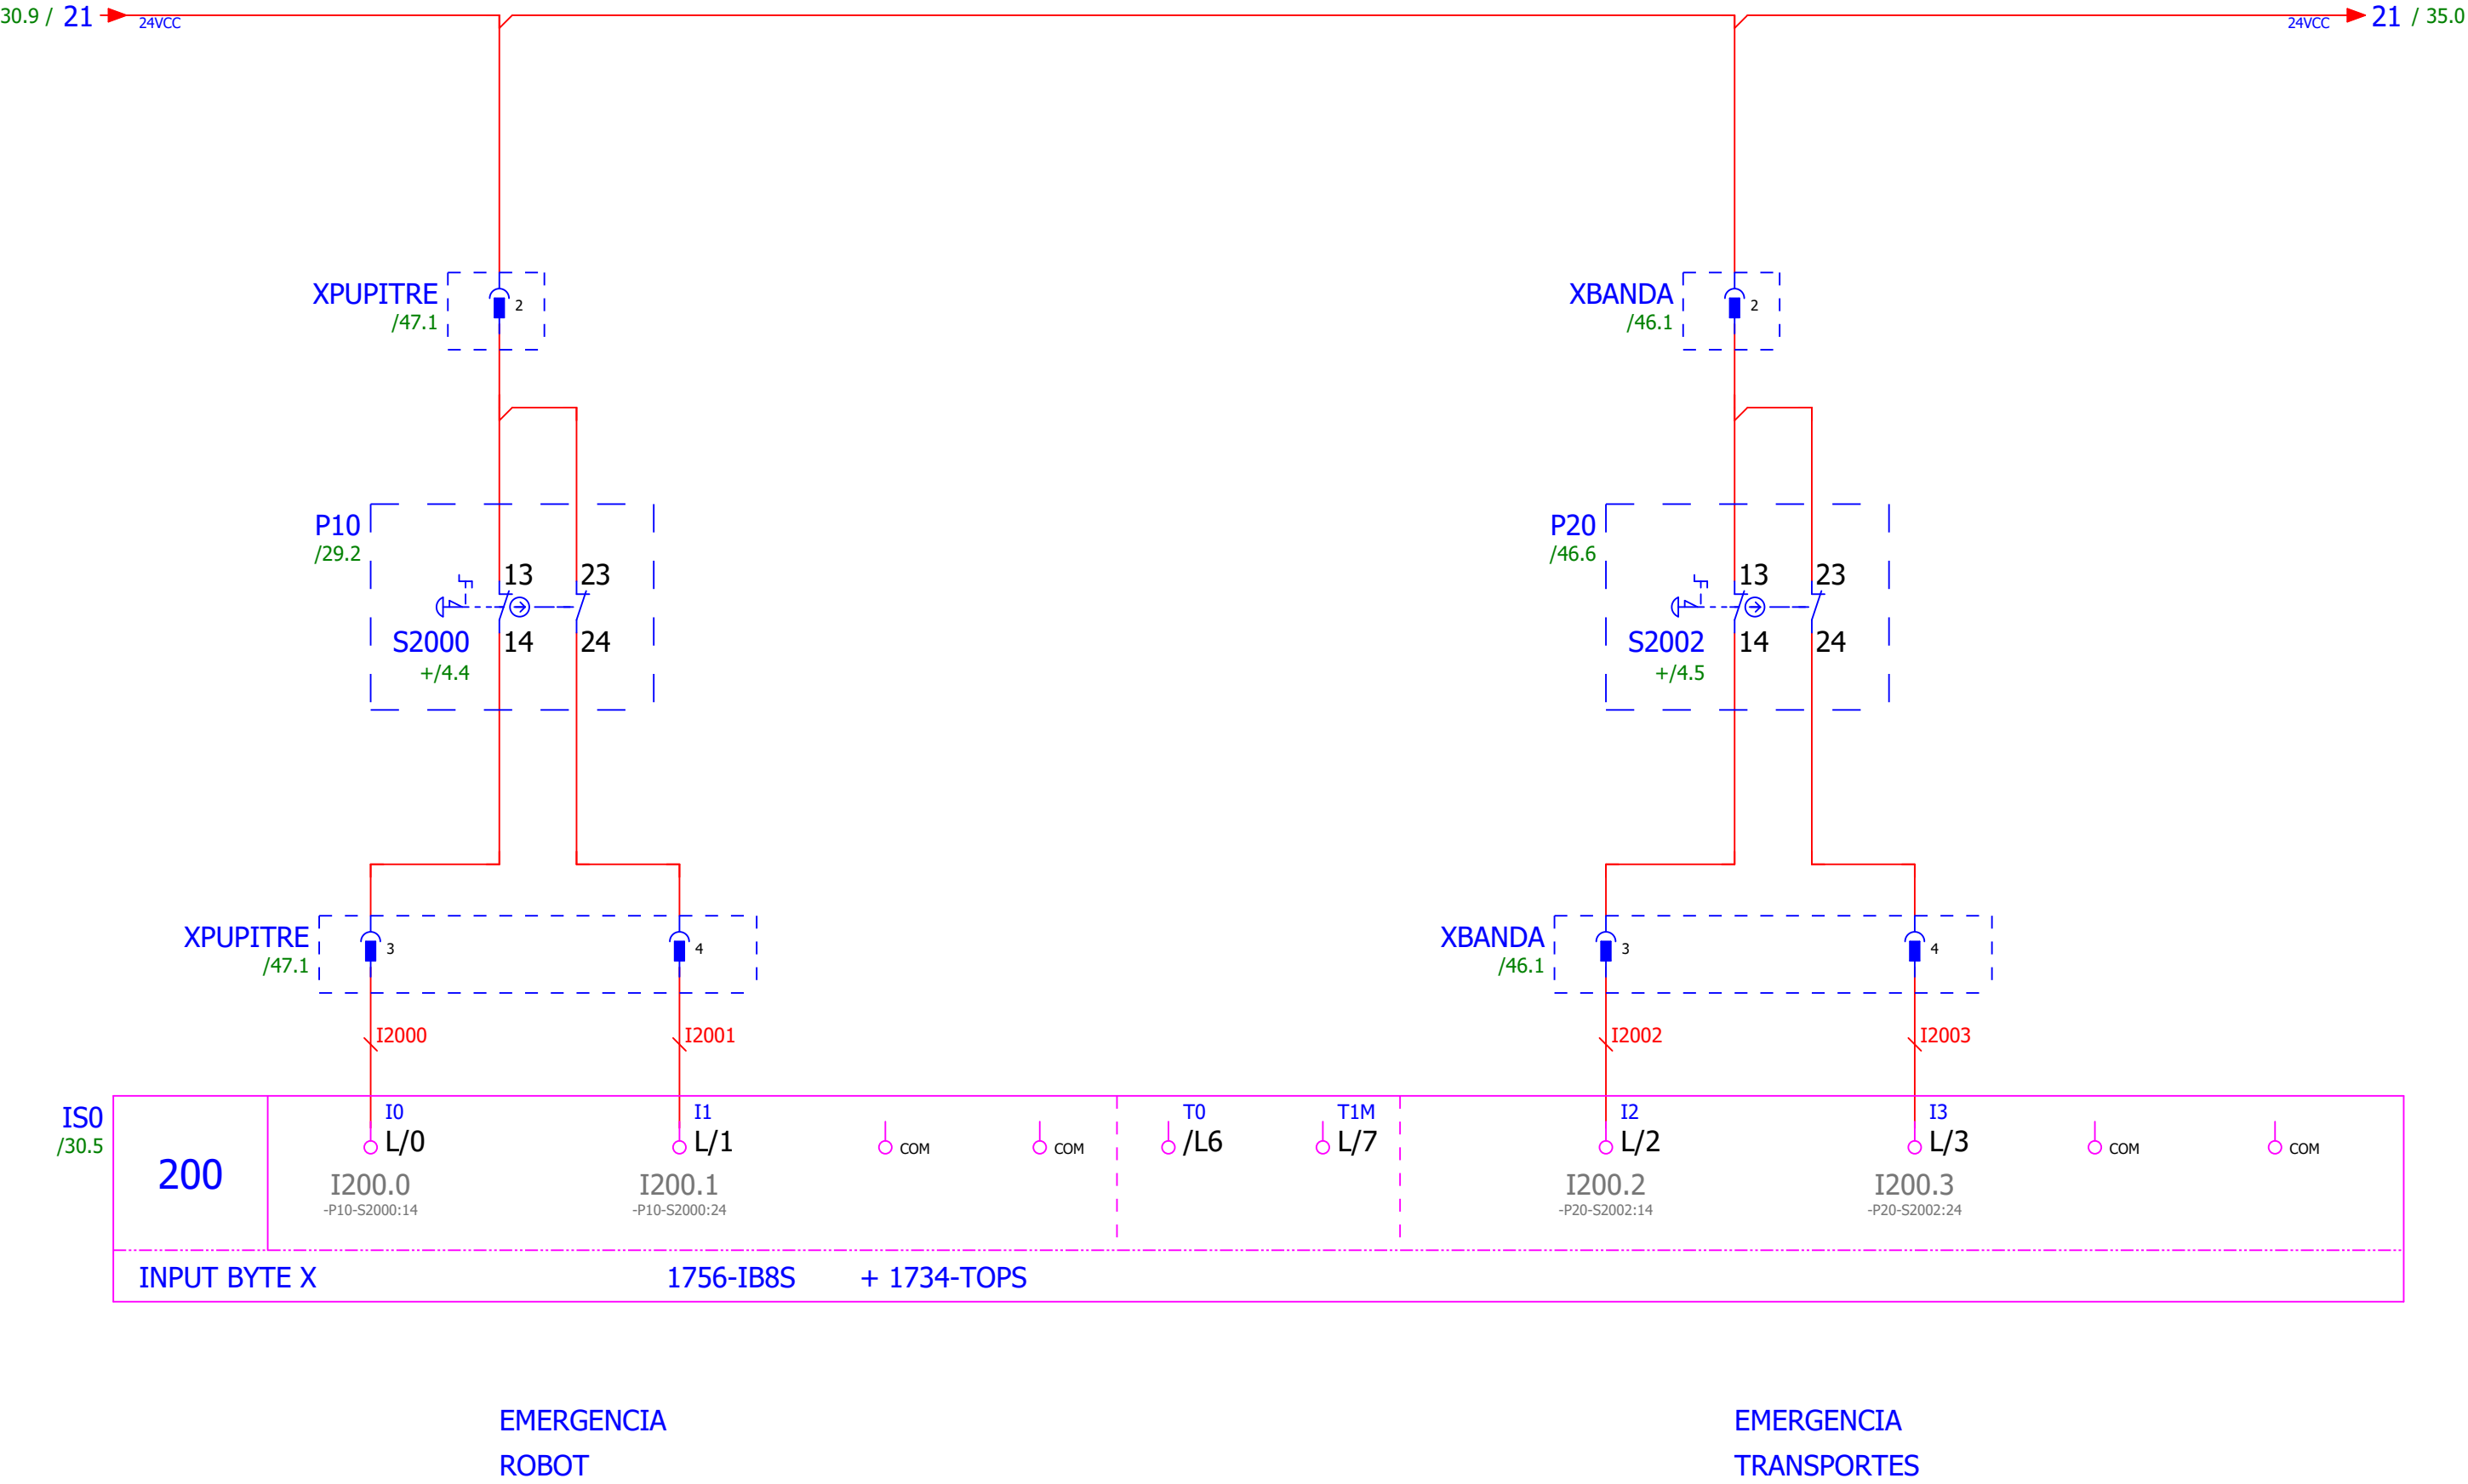 30.9 / 21 24VCC
24VCC 21 / 35.0
XPUPITRE
/47.1
2
XBANDA
/46.1
2
P10
/29.2
13 23
S2000 14 24
+/4.4
P20
/46.6
13 23
S2002 14 24
+/4.5
XPUPITRE
/47.1
3 4
XBANDA
/46.1
3 4
I2000 I2001 I2002 I2003
IS0
/30.5
200
I0 I1 T0 T1M I2 I3
L/0 L/1 COM COM /L6 L/7 L/2 L/3 COM COM
I200.0 I200.1 I200.2 I200.3
-P10-S2000:14 -P10-S2000:24 -P20-S2002:14 -P20-S2002:24
INPUT BYTE X 1756-IB8S + 1734-TOPS
EMERGENCIA
ROBOT
EMERGENCIA
TRANSPORTES